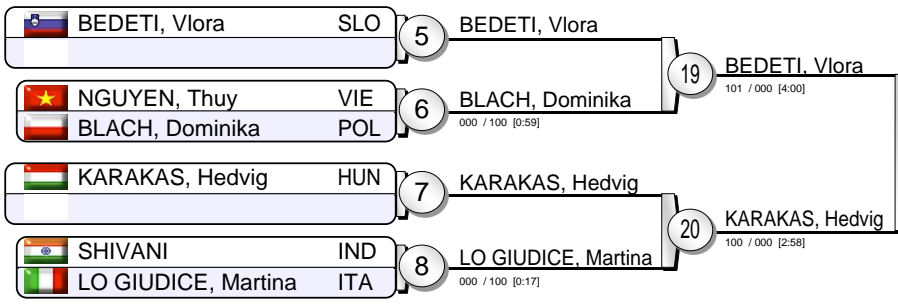 BEDETI, Vlora SLO
5
BEDETI, Vlora
19
BEDETI, Vlora
101 / 000 [4:00]
NGUYEN, Thuy VIE
BLACH, Dominika POL
6
BLACH, Dominika
000 / 100 [0:59]
KARAKAS, Hedvig HUN
7
KARAKAS, Hedvig
20
KARAKAS, Hedvig
100 / 000 [2:58]
SHIVANI IND
LO GIUDICE, Martina ITA
8
LO GIUDICE, Martina
000 / 100 [0:17]